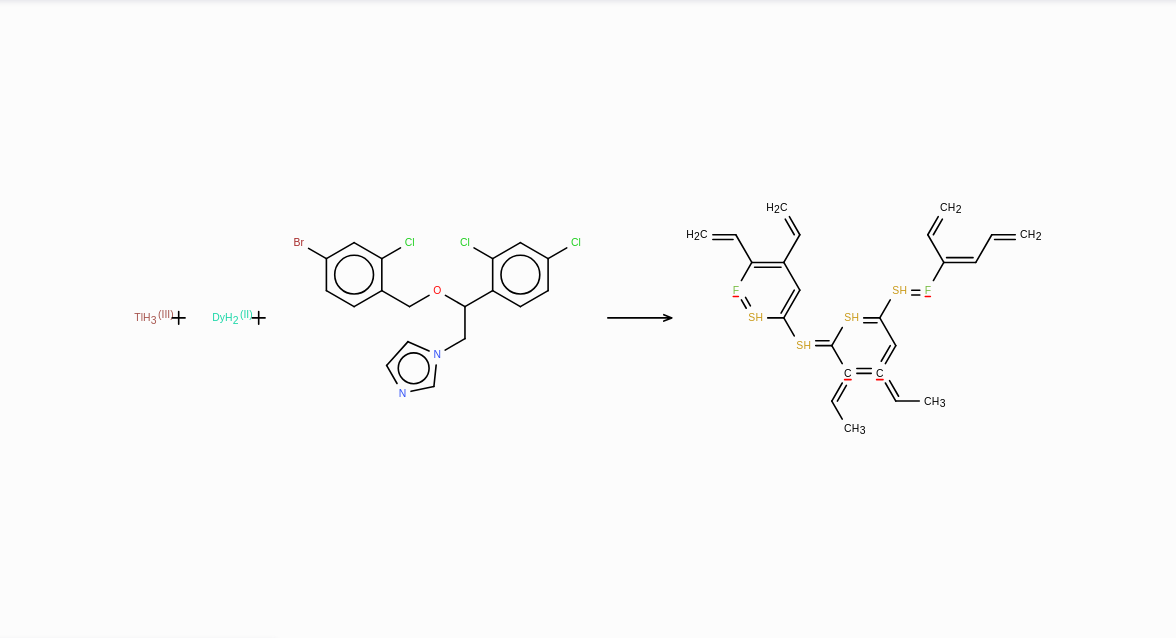 H2C
CH2
H2C
CH2
Br
Cl
Cl
Cl
O
F
SH
F
TlH3(III)
+
DyH2(II)
+
SH
SH
SH
N
C
C
N
CH3
CH3